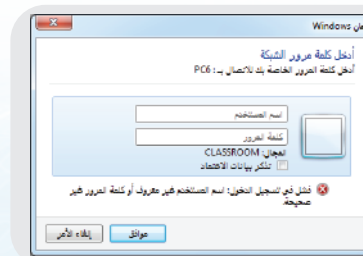 أمان Windows
أدخل كلمة مرور الشبكة
أدخل كلمة المرور الخاصة بك للاتصال بـ : PC6
اسم المستخدم
كلمة المرور
المجال: CLASSROOM
تذكر بيانات الاعتماد
فشل في تسجيل الدخول: اسم المستخدم غير معروف أو كلمة المرور غير
صحيحة.
موافق
إلغاء الأمر